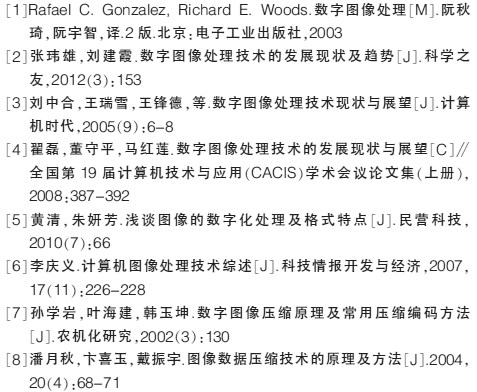 [1]Rafael C. Gonzalez, Richard E. Woods.数字图像处理[M].阮秋
琦,阮宇智,译.2版.北京:电子工业出版社,2003
[2]张玮雄,刘建霞.数字图像处理技术的发展现状及趋势[J].科学之
友,2012(3):153
[3]刘中合,王瑞雪,王锋德,等.数字图像处理技术现状与展望[J].计算
机时代,2005(9):6-8
[4]翟磊,董守平,马红莲.数字图像处理技术的发展现状与展望[C]//
全国第 19 届计算机技术与应用(CACIS)学术会议论文集(上册),
2008:387-392
[5]黄清,朱妍芳.浅谈图像的数字化处理及格式特点[J].民营科技,
2010(7):66
[6]李庆义.计算机图像处理技术综述[J].科技情报开发与经济,2007,
17(11):226-228
[7]孙学岩,叶海建,韩玉坤.数字图像压缩原理及常用压缩编码方法
[J].农机化研究,2002(3):130
[8]潘月秋,卞喜玉,戴振宇.图像数据压缩技术的原理及方法[J].2004,
20(4):68-71